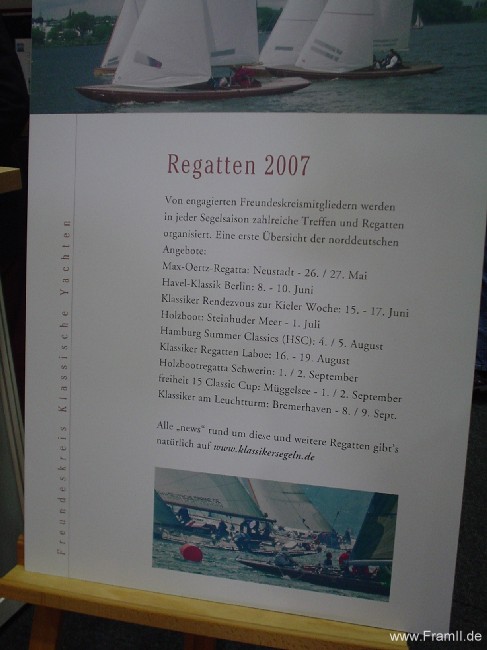 Regatten 2007
Von engagierten Freundeskreismitgliedern werden
in jeder Segelsaison zahlreiche Treffen und Regatten
organisiert. Eine erste Übersicht der norddeutschen
Angebote:
Max-Oertz-Regatta: Neustadt - 26. / 27. Mai
Havel-Klassik Berlin: 8. - 10. Juni
Klassiker Rendezvous zur Kieler Woche: 15. - 17. Juni
Holzboot: Steinhuder Meer - 1. Juli
Hamburg Summer Classics (HSC): 4. / 5. August
Klassiker Regatten Laboe: 16. - 19. August
Holzbootregatta Schwerin: 1. / 2. September
freiheit 15 Classic Cup: Müggelsee - 1. / 2. September
Klassiker am Leuchtturm: Bremerhaven - 8. / 9. Sept.
Alle „news" rund um diese und weitere Regatten gibt's
natürlich auf www.klassikersegeln.de
Freundeskreis Klassische Yachten
www.Framll.de